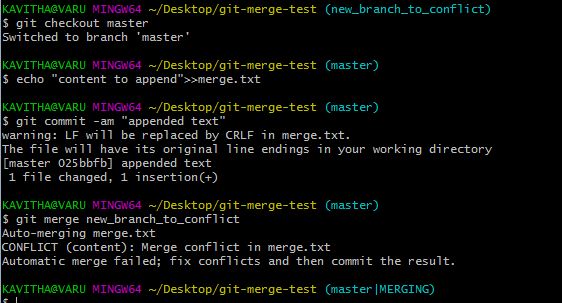 KAVITHA@VARU MINGW64 ~/Desktop/git-merge-test (new_branch_to_conflict)
$ git checkout master
Switched to branch 'master'
KAVITHA@VARU MINGW64 ~/Desktop/git-merge-test (master)
$ echo "content to append">>merge.txt
KAVITHA@VARU MINGW64 ~/Desktop/git-merge-test (master)
$ git commit -am "appended text"
warning: LF will be replaced by CRLF in merge.txt.
The file will have its original line endings in your working directory
[master 025bbfb] appended text
 1 file changed, 1 insertion(+)
KAVITHA@VARU MINGW64 ~/Desktop/git-merge-test (master)
$ git merge new_branch_to_conflict
Auto-merging merge.txt
CONFLICT (content): Merge conflict in merge.txt
Automatic merge failed; fix conflicts and then commit the result.
KAVITHA@VARU MINGW64 ~/Desktop/git-merge-test (master|MERGING)
$